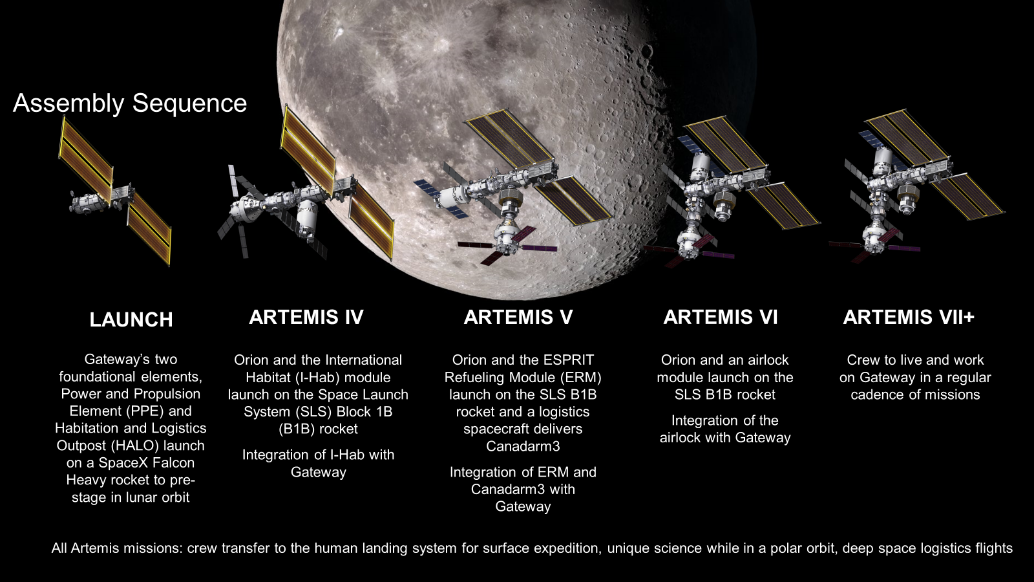 Assembly Sequence
LAUNCH
Gateway's two
foundational elements,
Power and Propulsion
Element (PPE) and
Habitation and Logistics
Outpost (HALO) launch
on a SpaceX Falcon
Heavy rocket to pre-
stage in lunar orbit
ARTEMIS IV
Orion and the International
Habitat (I-Hab) module
launch on the Space Launch
System (SLS) Block 1B
(B1B) rocket
Integration of I-Hab with
Gateway
ARTEMIS V
Orion and the ESPRIT
Refueling Module (ERM)
launch on the SLS B1B
rocket and a logistics
spacecraft delivers
Canadarm3
Integration of ERM and
Canadarm3 with
Gateway
ARTEMIS VI
Orion and an airlock
module launch on the
SLS B1B rocket
Integration of the
airlock with Gateway
ARTEMIS VII+
Crew to live and work
on Gateway in a regular
cadence of missions
All Artemis missions: crew transfer to the human landing system for surface expedition, unique science while in a polar orbit, deep space logistics flights